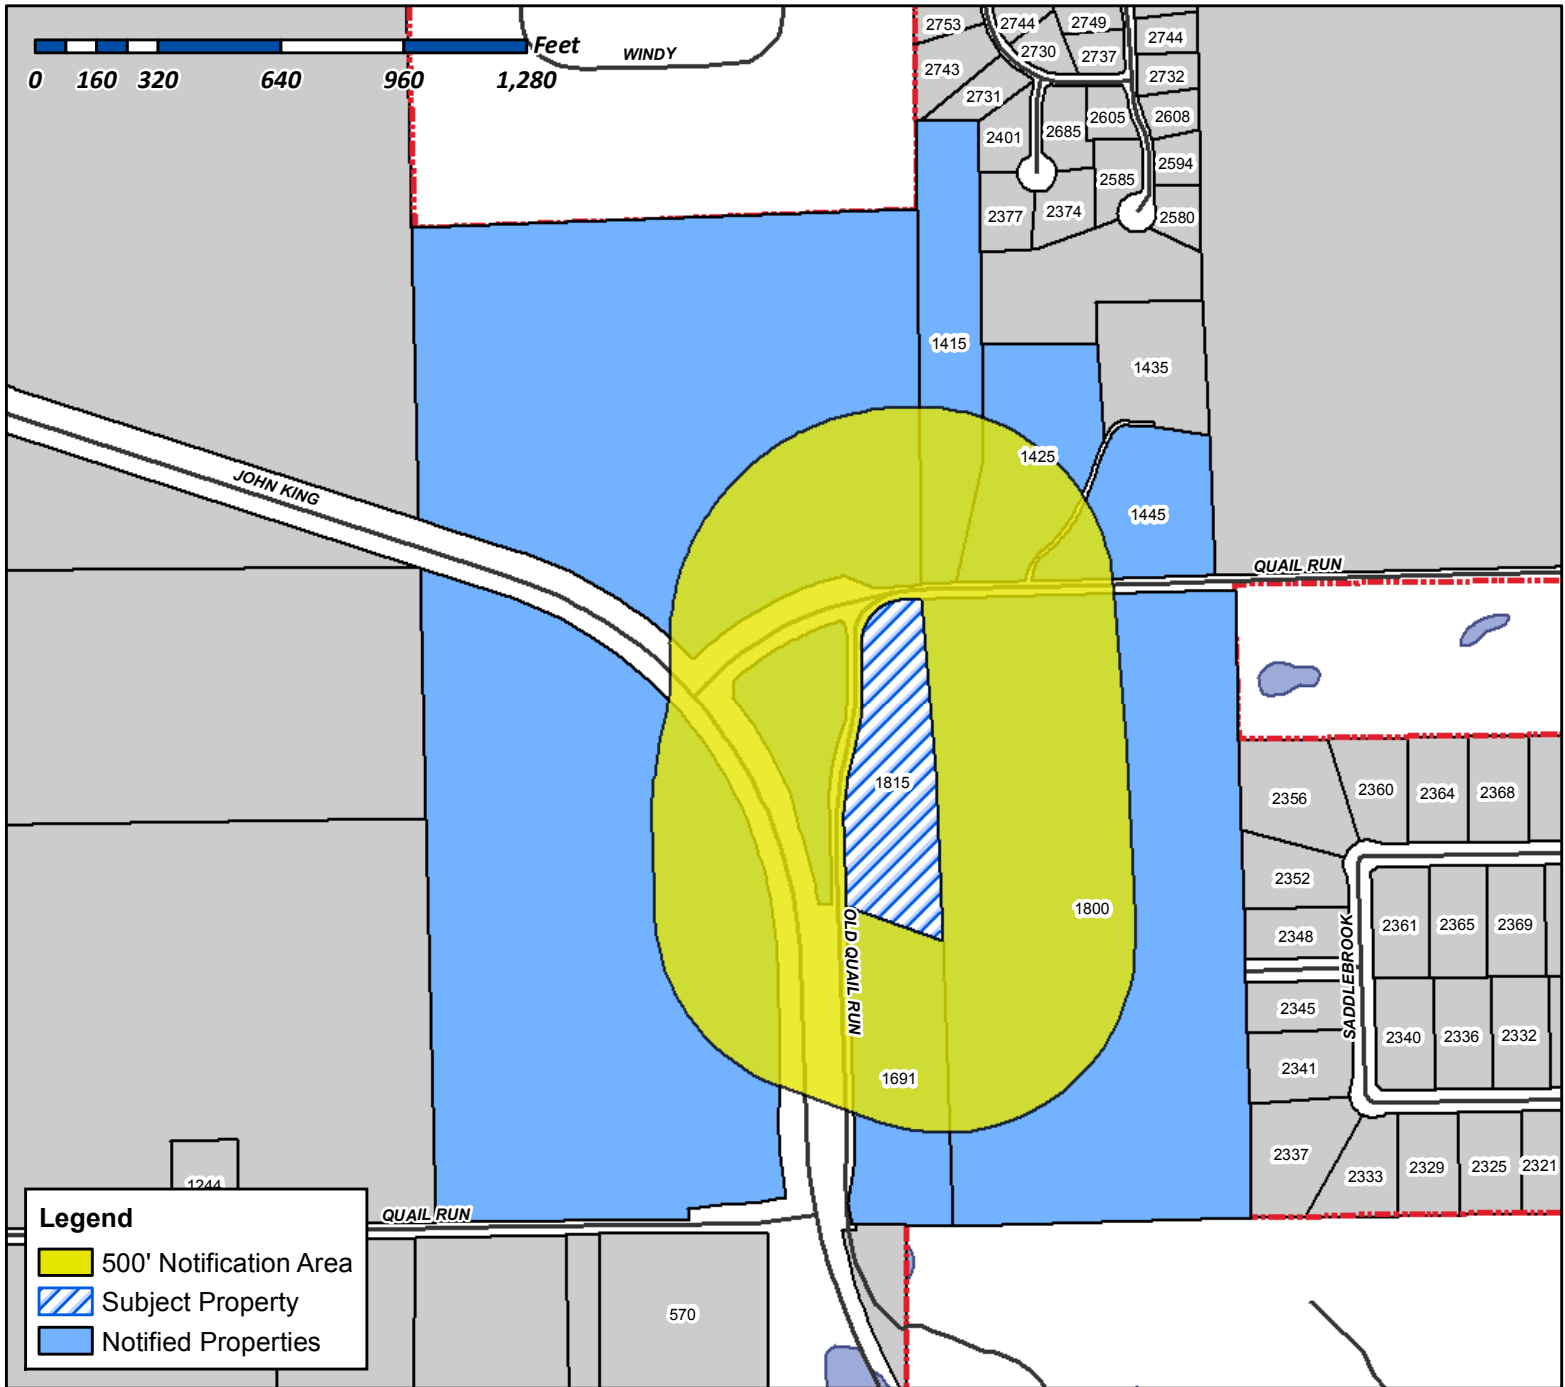 Feet
0 160 320 640 960 1,280
WINDY
2753 2744 2749 2744
2730 2737
2743 2732
2731
2401 2685 2605 2608
2594
2585
2377 2374 2580
1415
1435
1425
JOHN KING
1445
QUAIL RUN
1815
2356 2360 2364 2368
2352
1800
2361 2365 2369
2348
OLD QUAIL RUN
SADDLEBROOK
2345
2340 2336 2332
2341
1691
2337
2333 2329 2325 2321
1244
QUAIL RUN
Legend
500' Notification Area
Subject Property
Notified Properties
570